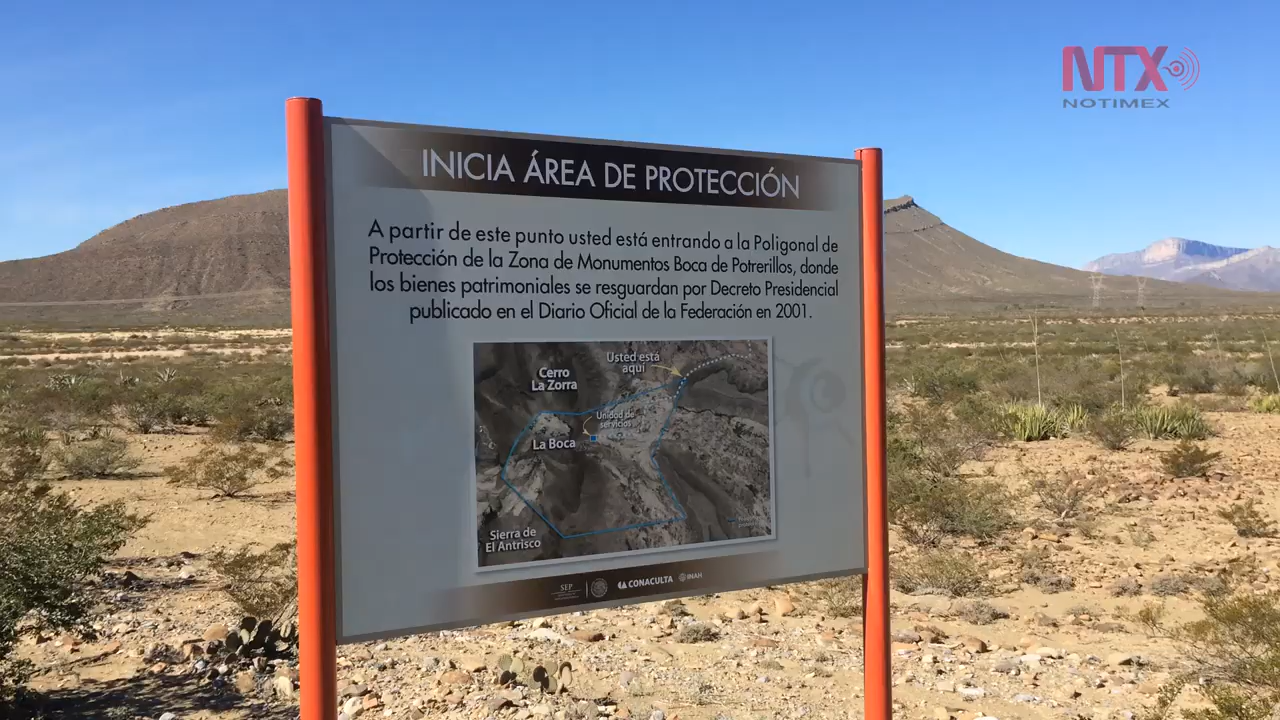 NTX
NOTIMEX
INICIA ÁREA DE PROTECCIÓN
A partir de este punto usted está entrando a la Poligonal de
Protección de la Zona de Monumentos Boca de Potrerillos, donde
los bienes patrimoniales se resguardan por Decreto Presidencial
publicado en el Diario Oficial de la Federación en 2001.
Usted está
aquí
Cerro
La Zorra
Unidad de
servicios
La Boca
Sierra de
El Antrisco
SEP
CONACULTA
INAH